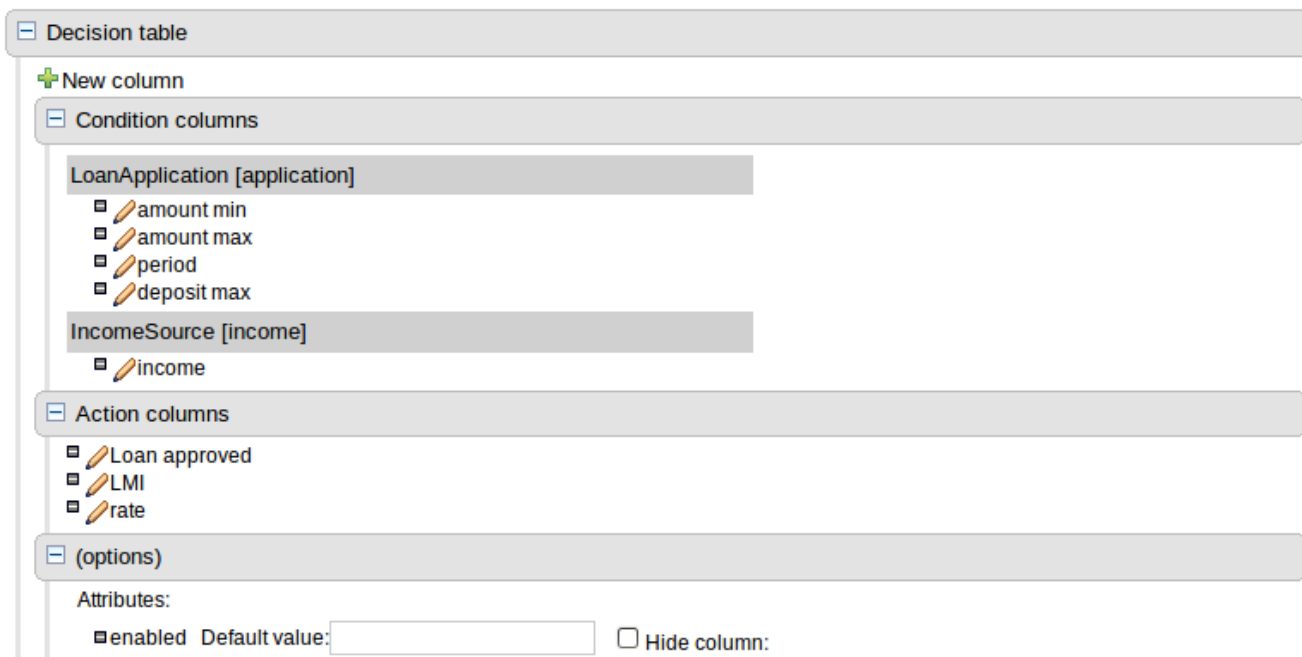 Decision table
New column
Condition columns
LoanApplication [application]
amount min
amount max
period
deposit max
IncomeSource [income]
income
Action columns
Loan approved
LMI
rate
(options)
Attributes:
enabled Default value: Hide column: